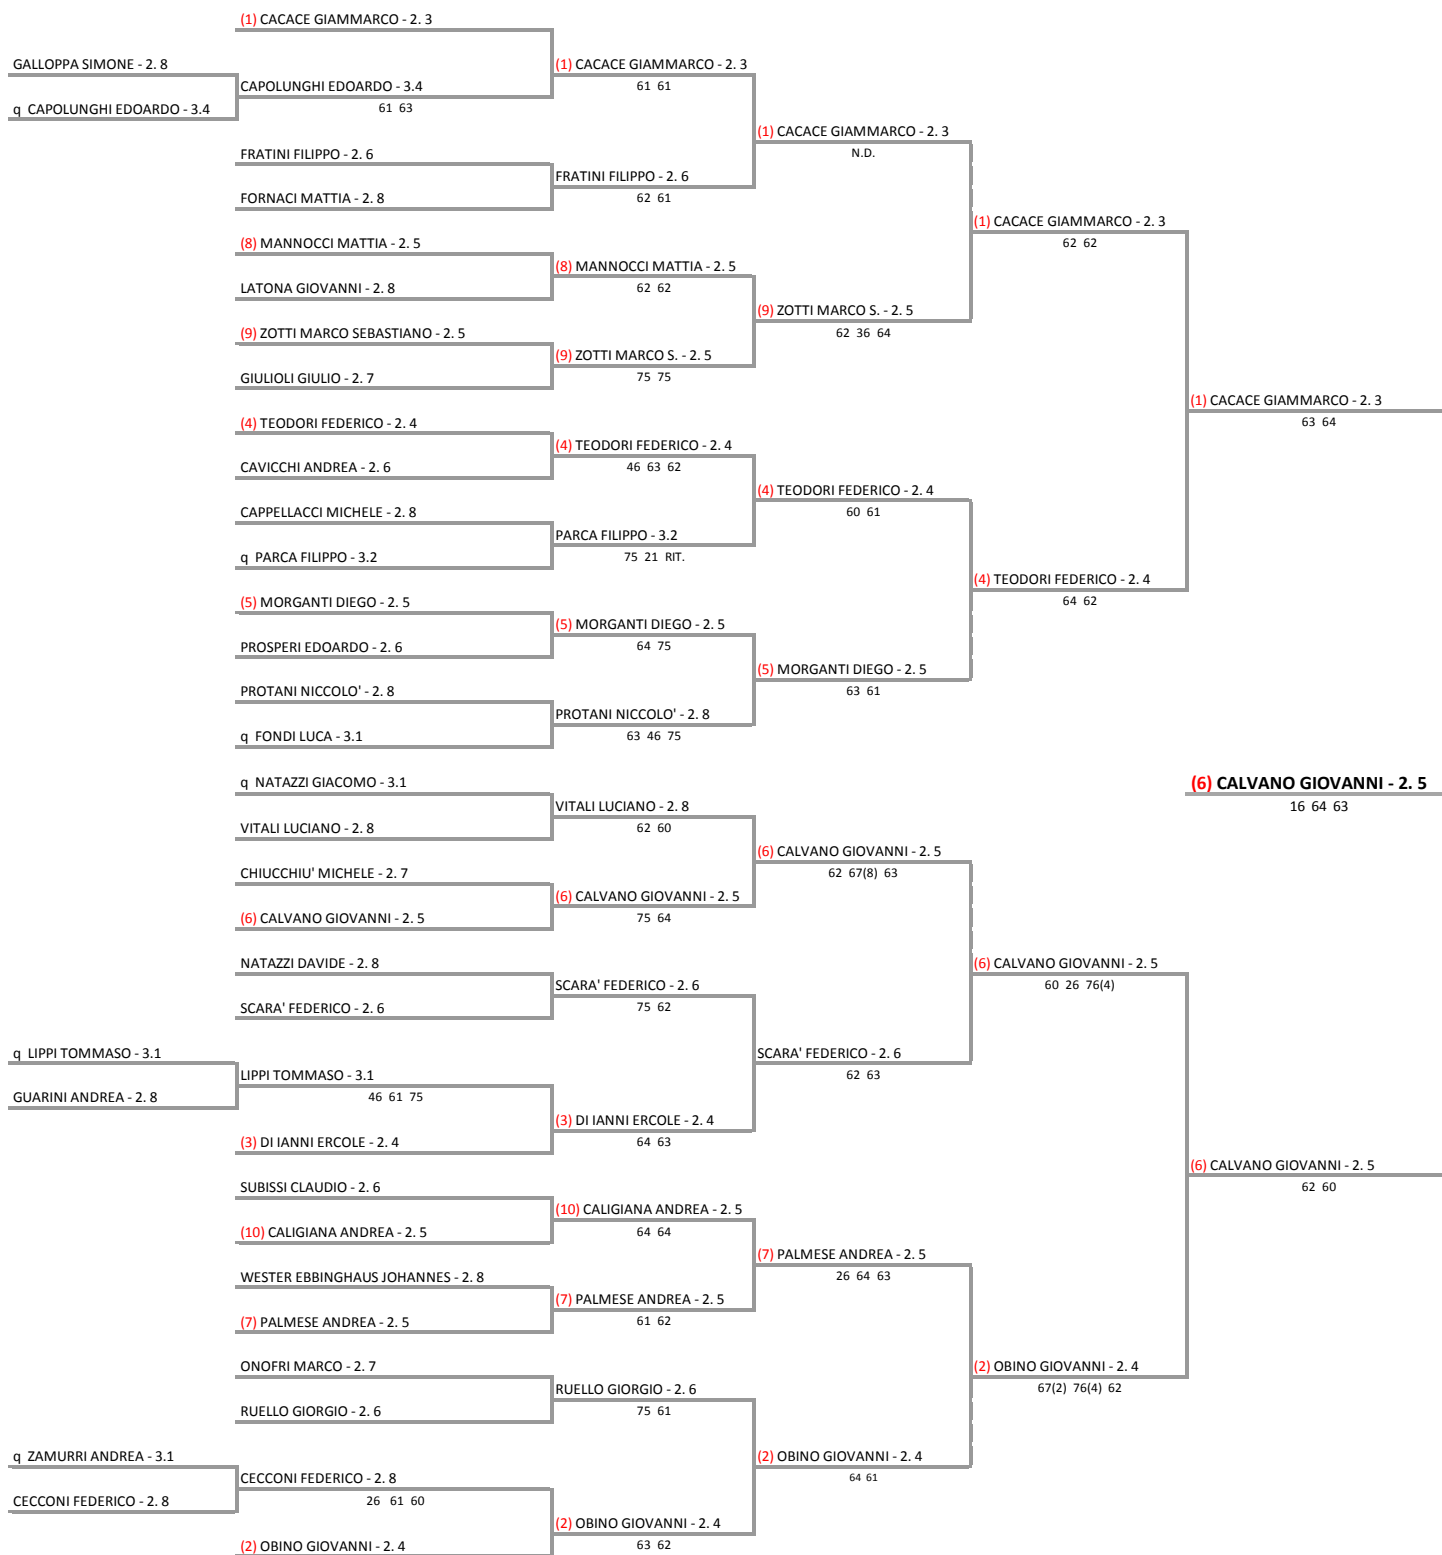 (1) CACACE GIAMMARCO - 2. 3
GALLOPPA SIMONE - 2. 8
(1) CACACE GIAMMARCO - 2. 3
CAPOLUNGHI EDOARDO - 3.4
61 61
q CAPOLUNGHI EDOARDO - 3.4
61 63
(1) CACACE GIAMMARCO - 2. 3
N.D.
FRATINI FILIPPO - 2. 6
FRATINI FILIPPO - 2. 6
62 61
FORNACI MATTIA - 2. 8
(1) CACACE GIAMMARCO - 2. 3
62 62
(8) MANNOCCI MATTIA - 2. 5
(8) MANNOCCI MATTIA - 2. 5
62 62
LATONA GIOVANNI - 2. 8
(9) ZOTTI MARCO S. - 2. 5
62 36 64
(9) ZOTTI MARCO SEBASTIANO - 2. 5
(9) ZOTTI MARCO S. - 2. 5
75 75
GIULIOLI GIULIO - 2. 7
(1) CACACE GIAMMARCO - 2. 3
63 64
(4) TEODORI FEDERICO - 2. 4
(4) TEODORI FEDERICO - 2. 4
46 63 62
CAVICCHI ANDREA - 2. 6
(4) TEODORI FEDERICO - 2. 4
60 61
CAPPELLACCI MICHELE - 2. 8
PARCA FILIPPO - 3.2
75 21 RIT.
q PARCA FILIPPO - 3.2
(4) TEODORI FEDERICO - 2. 4
64 62
(5) MORGANTI DIEGO - 2. 5
(5) MORGANTI DIEGO - 2. 5
64 75
PROSPERI EDOARDO - 2. 6
(5) MORGANTI DIEGO - 2. 5
63 61
PROTANI NICCOLO' - 2. 8
PROTANI NICCOLO' - 2. 8
63 46 75
q FONDI LUCA - 3.1
q NATAZZI GIACOMO - 3.1
(6) CALVANO GIOVANNI - 2. 5
16 64 63
VITALI LUCIANO - 2. 8
62 60
VITALI LUCIANO - 2. 8
(6) CALVANO GIOVANNI - 2. 5
62 67(8) 63
CHIUCCHIU' MICHELE - 2. 7
(6) CALVANO GIOVANNI - 2. 5
75 64
(6) CALVANO GIOVANNI - 2. 5
NATAZZI DAVIDE - 2. 8
(6) CALVANO GIOVANNI - 2. 5
60 26 76(4)
SCARA' FEDERICO - 2. 6
75 62
SCARA' FEDERICO - 2. 6
q LIPPI TOMMASO - 3.1
SCARA' FEDERICO - 2. 6
62 63
LIPPI TOMMASO - 3.1
46 61 75
GUARINI ANDREA - 2. 8
(3) DI IANNI ERCOLE - 2. 4
64 63
(3) DI IANNI ERCOLE - 2. 4
(6) CALVANO GIOVANNI - 2. 5
62 60
SUBISSI CLAUDIO - 2. 6
(10) CALIGIANA ANDREA - 2. 5
64 64
(10) CALIGIANA ANDREA - 2. 5
(7) PALMESE ANDREA - 2. 5
26 64 63
WESTER EBBINGHAUS JOHANNES - 2. 8
(7) PALMESE ANDREA - 2. 5
61 62
(7) PALMESE ANDREA - 2. 5
ONOFRI MARCO - 2. 7
(2) OBINO GIOVANNI - 2. 4
67(2) 76(4) 62
RUELLO GIORGIO - 2. 6
75 61
RUELLO GIORGIO - 2. 6
q ZAMURRI ANDREA - 3.1
(2) OBINO GIOVANNI - 2. 4
64 61
CECCONI FEDERICO - 2. 8
26 61 60
CECCONI FEDERICO - 2. 8
(2) OBINO GIOVANNI - 2. 4
63 62
(2) OBINO GIOVANNI - 2. 4